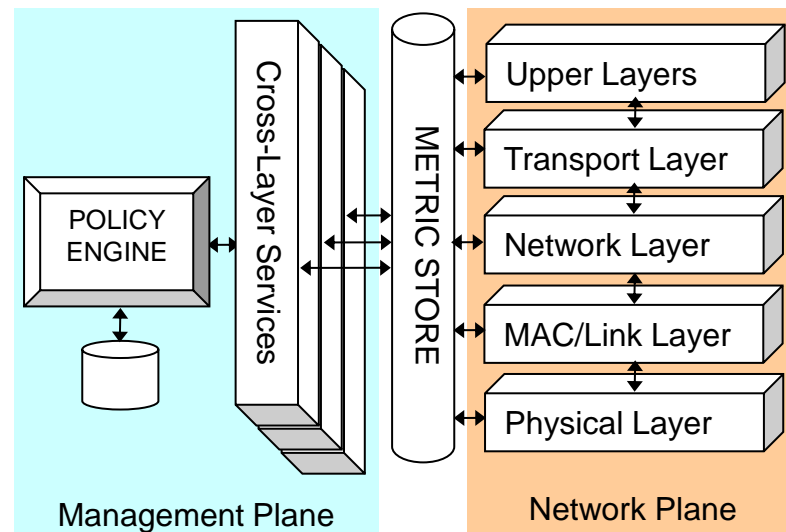 POLICY
ENGINE
Cross-Layer Services
METRIC STORE
Upper Layers
Transport Layer
Network Layer
MAC/Link Layer
Physical Layer
Management Plane
Network Plane